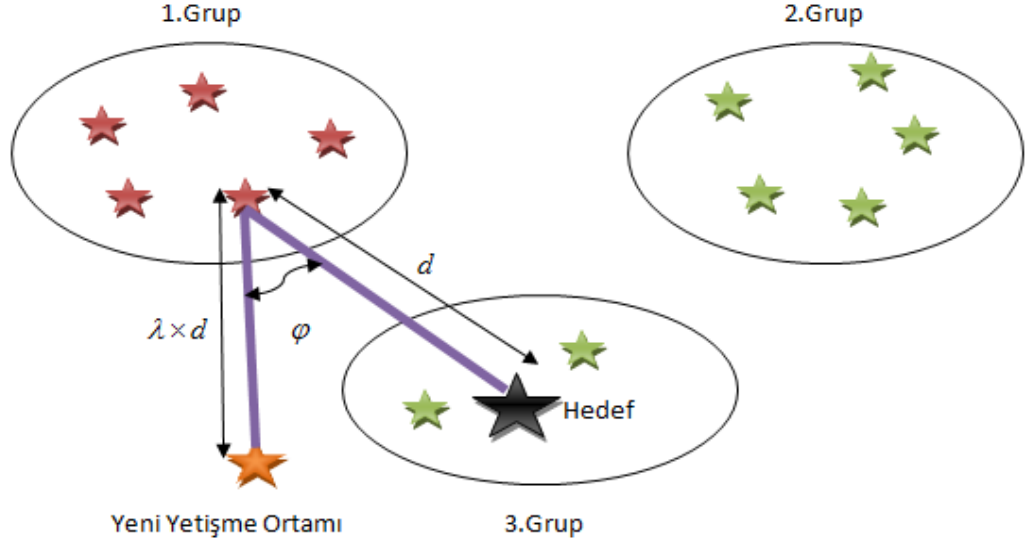 1.Grup
2.Grup
d
λ×d
φ
Hedef
Yeni Yetişme Ortamı
3.Grup